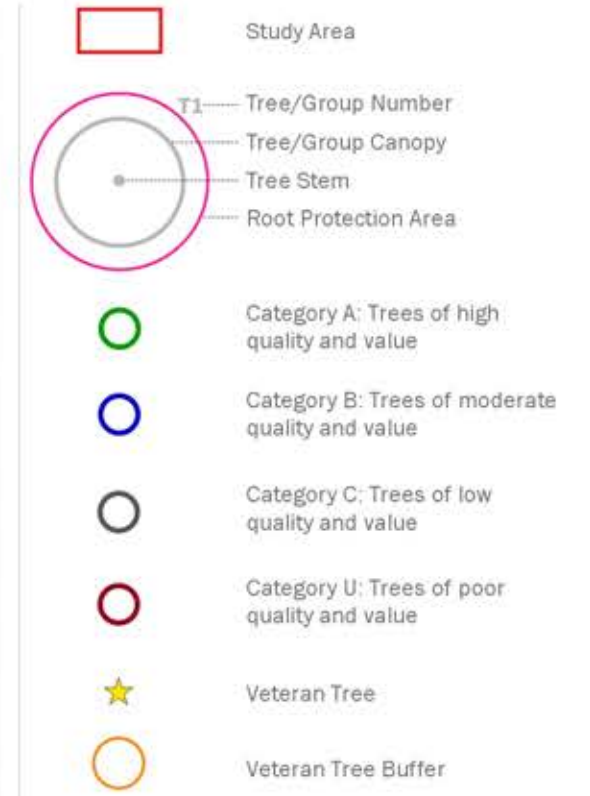 Study Area
T1
Tree/Group Number
Tree/Group Canopy
Tree Stem
Root Protection Area
Category A: Trees of high
quality and value
Category B: Trees of moderate
quality and value
Category C: Trees of low
quality and value
Category U: Trees of poor
quality and value
Veteran Tree
Veteran Tree Buffer